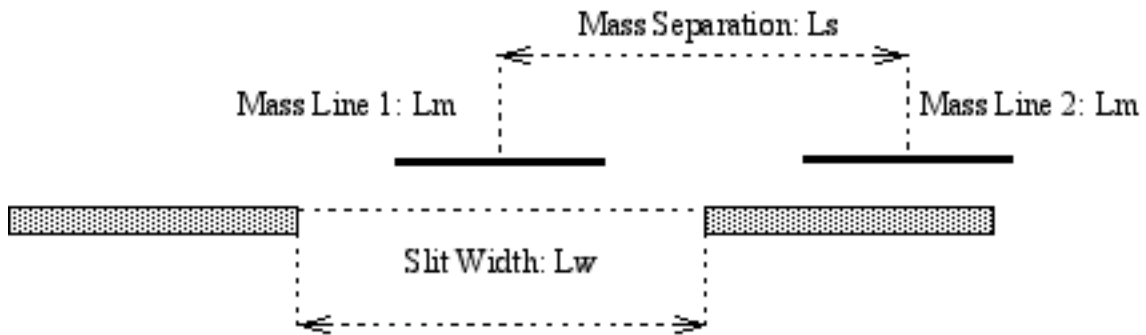 Mass Separation: Ls
Mass Line 1: Lm
Mass Line 2: Lm
Slit Width: Lw